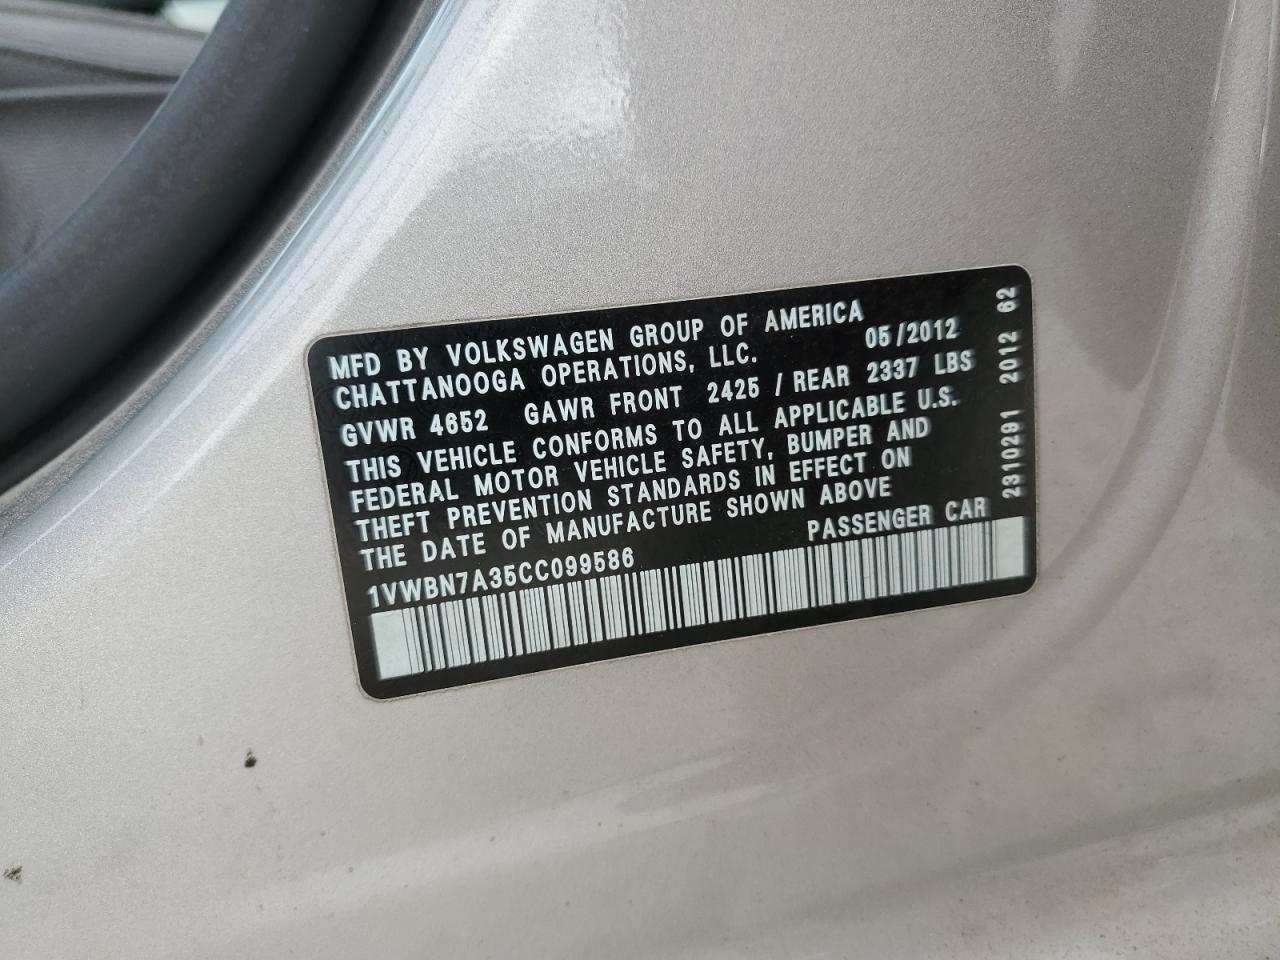 MFD BY VOLKSWAGEN GROUP OF AMERICA
CHATTANOOGA OPERATIONS, LLC. 05/2012
GVWR 4652 GAWR FRONT 2425 / REAR 2337 LBS
THIS VEHICLE CONFORMS TO ALL APPLICABLE U.S.
FEDERAL MOTOR VEHICLE SAFETY, BUMPER AND
THEFT PREVENTION STANDARDS IN EFFECT ON
THE DATE OF MANUFACTURE SHOWN ABOVE
1VWBN7A35CC099586 PASSENGER CAR
2310291 2012 62